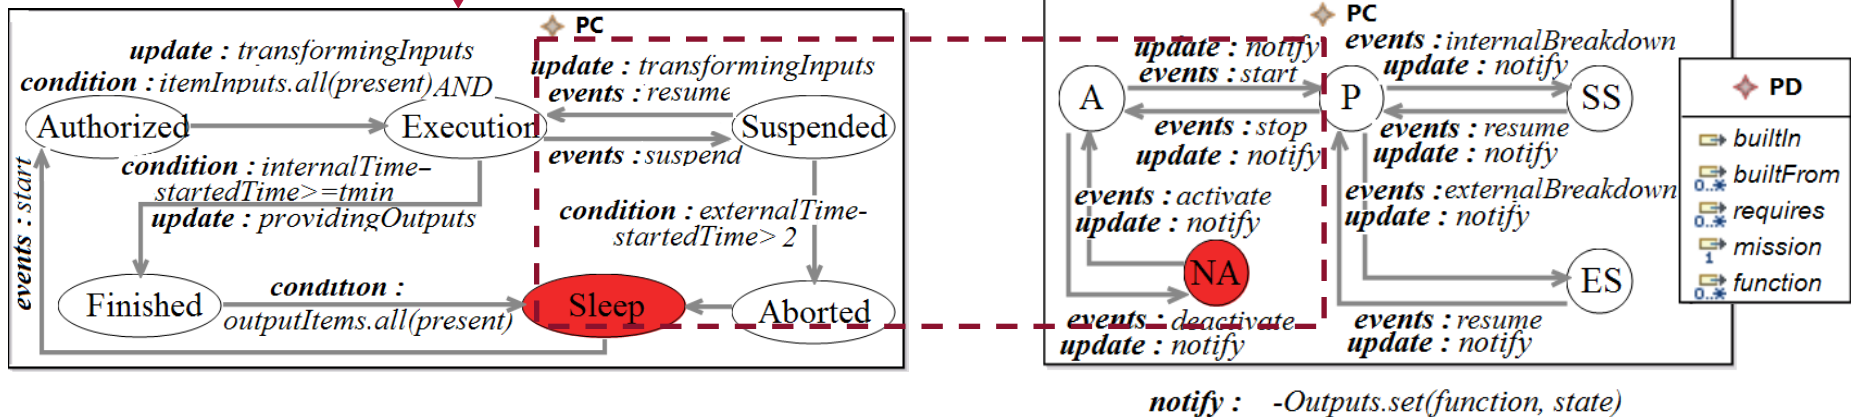 PC
update : transformingInputs
condition : itemInputs.all(present) AND
update : transformingInputs
events : resume
Authorized
Execution
Suspended
events : suspend
condition : internalTime-
startedTime>=tmin
update : providingOutputs
condition : externalTime-
startedTime> 2
events : start
Finished
condition :
outputItems.all(present)
Sleep
Aborted
PC
update : notify
events : start
events : internalBreakdown
update : notify
A
P
SS
events : stop
update : notify
events : resume
update : notify
events : activate
update : notify
events : externalBreakdown
update : notify
NA
ES
events : deactivate
update : notify
events : resume
update : notify
PD
builtIn
builtFrom
0..*
requires
0..*
mission
1
function
0..*
notify : -Outputs.set(function, state)